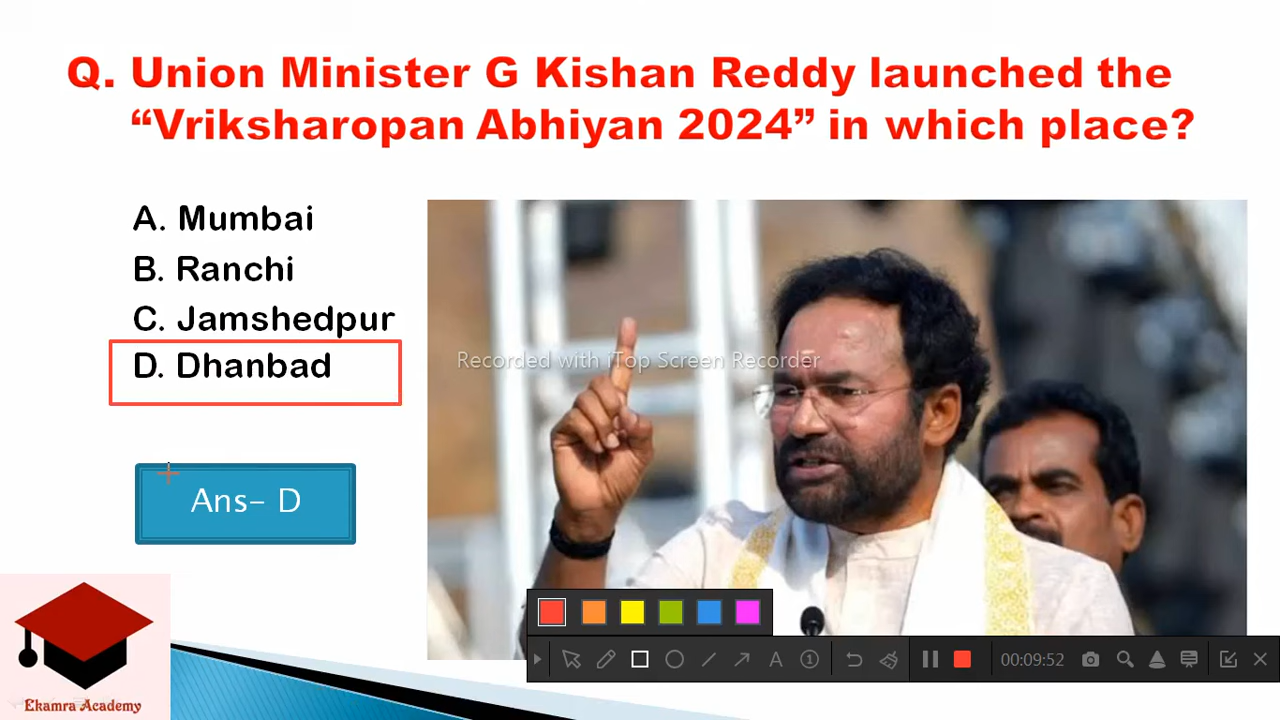 Q. Union Minister G Kishan Reddy launched the
“Vriksharopan Abhiyan 2024” in which place?
A. Mumbai
B. Ranchi
C. Jamshedpur
D. Dhanbad
Recorded with iTop Screen Recorder
Ans- D
A
1
00:09:52
Ekamra Academy